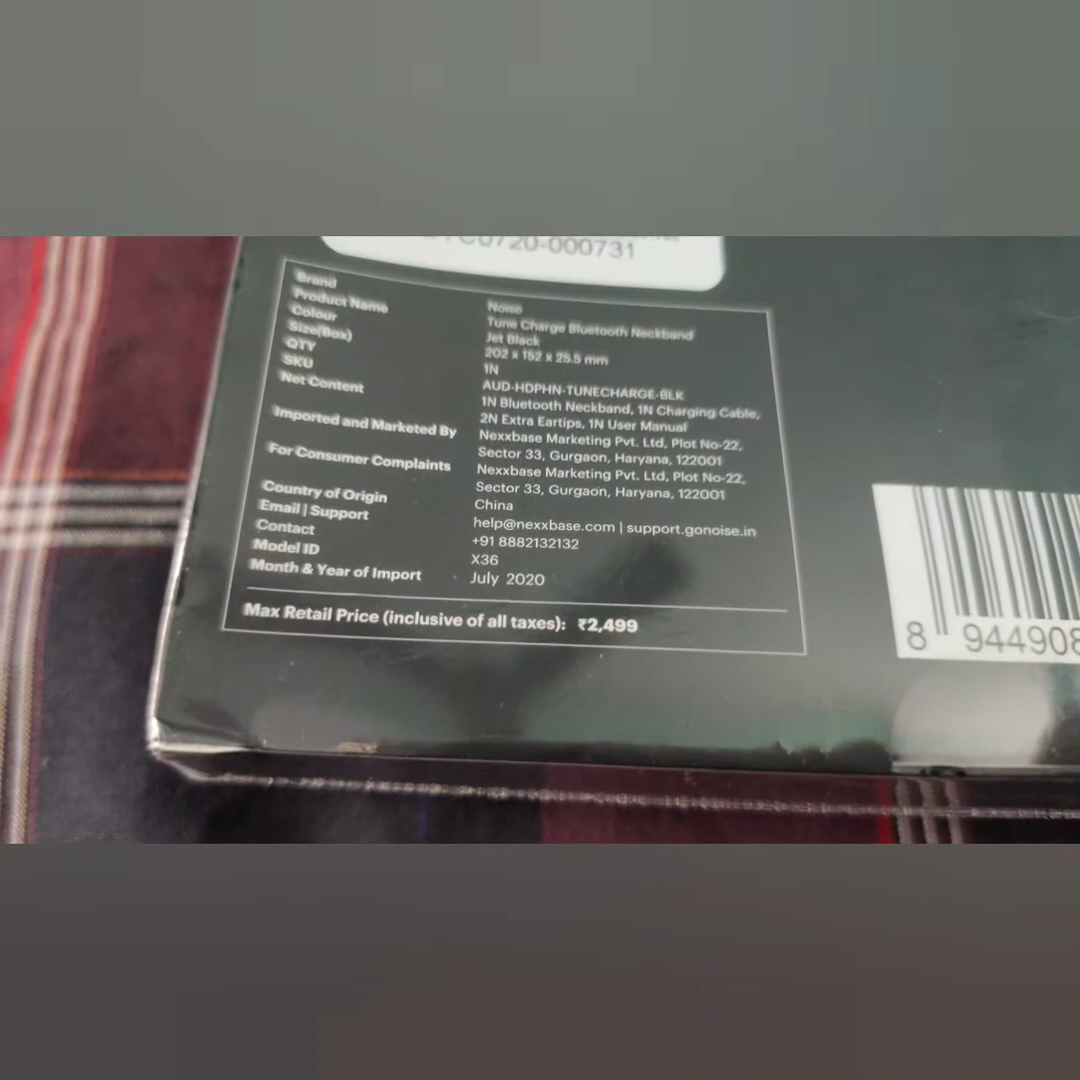 0720-000731
Brand Noise
Product Name Tune Charge Bluetooth Neckband
Colour Jet Black
Size(Box) 202 x 152 x 25.5 mm
QTY 1N
SKU AUD-HDPHN-TUNECHARGE-BLK
Net Content 1N Bluetooth Neckband, 1N Charging Cable,
2N Extra Eartips, 1N User Manual
Imported and Marketed By Nexxbase Marketing Pvt. Ltd, Plot No-22,
Sector 33, Gurgaon, Haryana, 122001
For Consumer Complaints Nexxbase Marketing Pvt. Ltd, Plot No-22,
Sector 33, Gurgaon, Haryana, 122001
Country of Origin China
Email | Support help@nexxbase.com | support.gonoise.in
Contact +91 8882132132
Model ID X36
Month & Year of Import July 2020
Max Retail Price (inclusive of all taxes): ₹2,499
8 944908